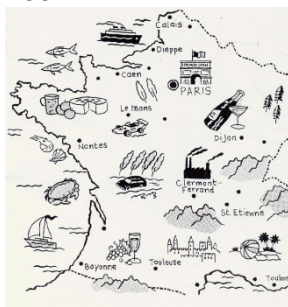 Calais
Dieppe
Caen
PARIS
Le Mans
Dijon
Nantes
Clermont-
Ferrand
St. Etienne
Bayonne
Toulouse
Toulon